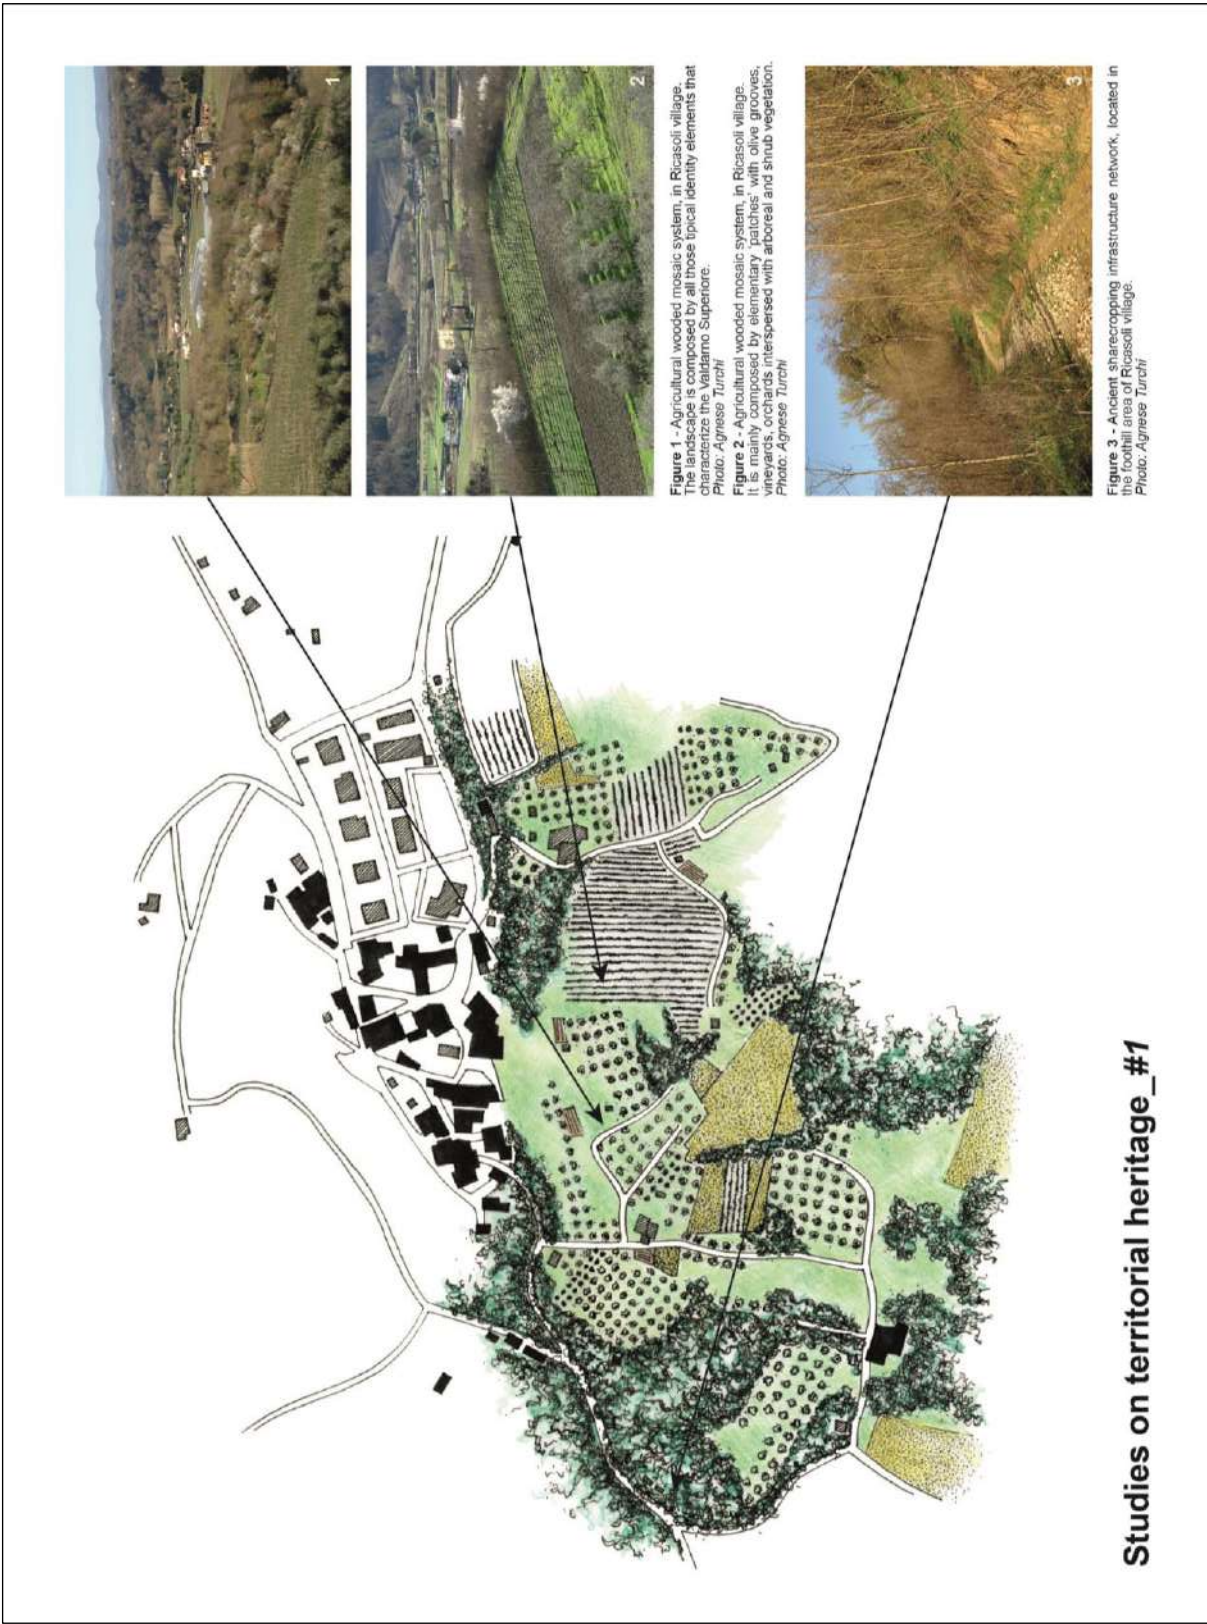 1
2
Figure 1 - Agricultural wooded mosaic system, in Ricasoli village.
The landscape is composed by all those tipical identity elements that
characterize the Valdarno Superiore.
Photo: Agnese Turchi
Figure 2 - Agricultural wooded mosaic system, in Ricasoli village.
It is mainly composed by elementary 'patches' with olive grooves,
vineyards, orchards interspersed with arboreal and shrub vegetation.
Photo: Agnese Turchi
3
Figure 3 - Ancient sharecropping infrastructure network, located in
the foothill area of Ricasoli village.
Photo: Agnese Turchi
Studies on territorial heritage_#1